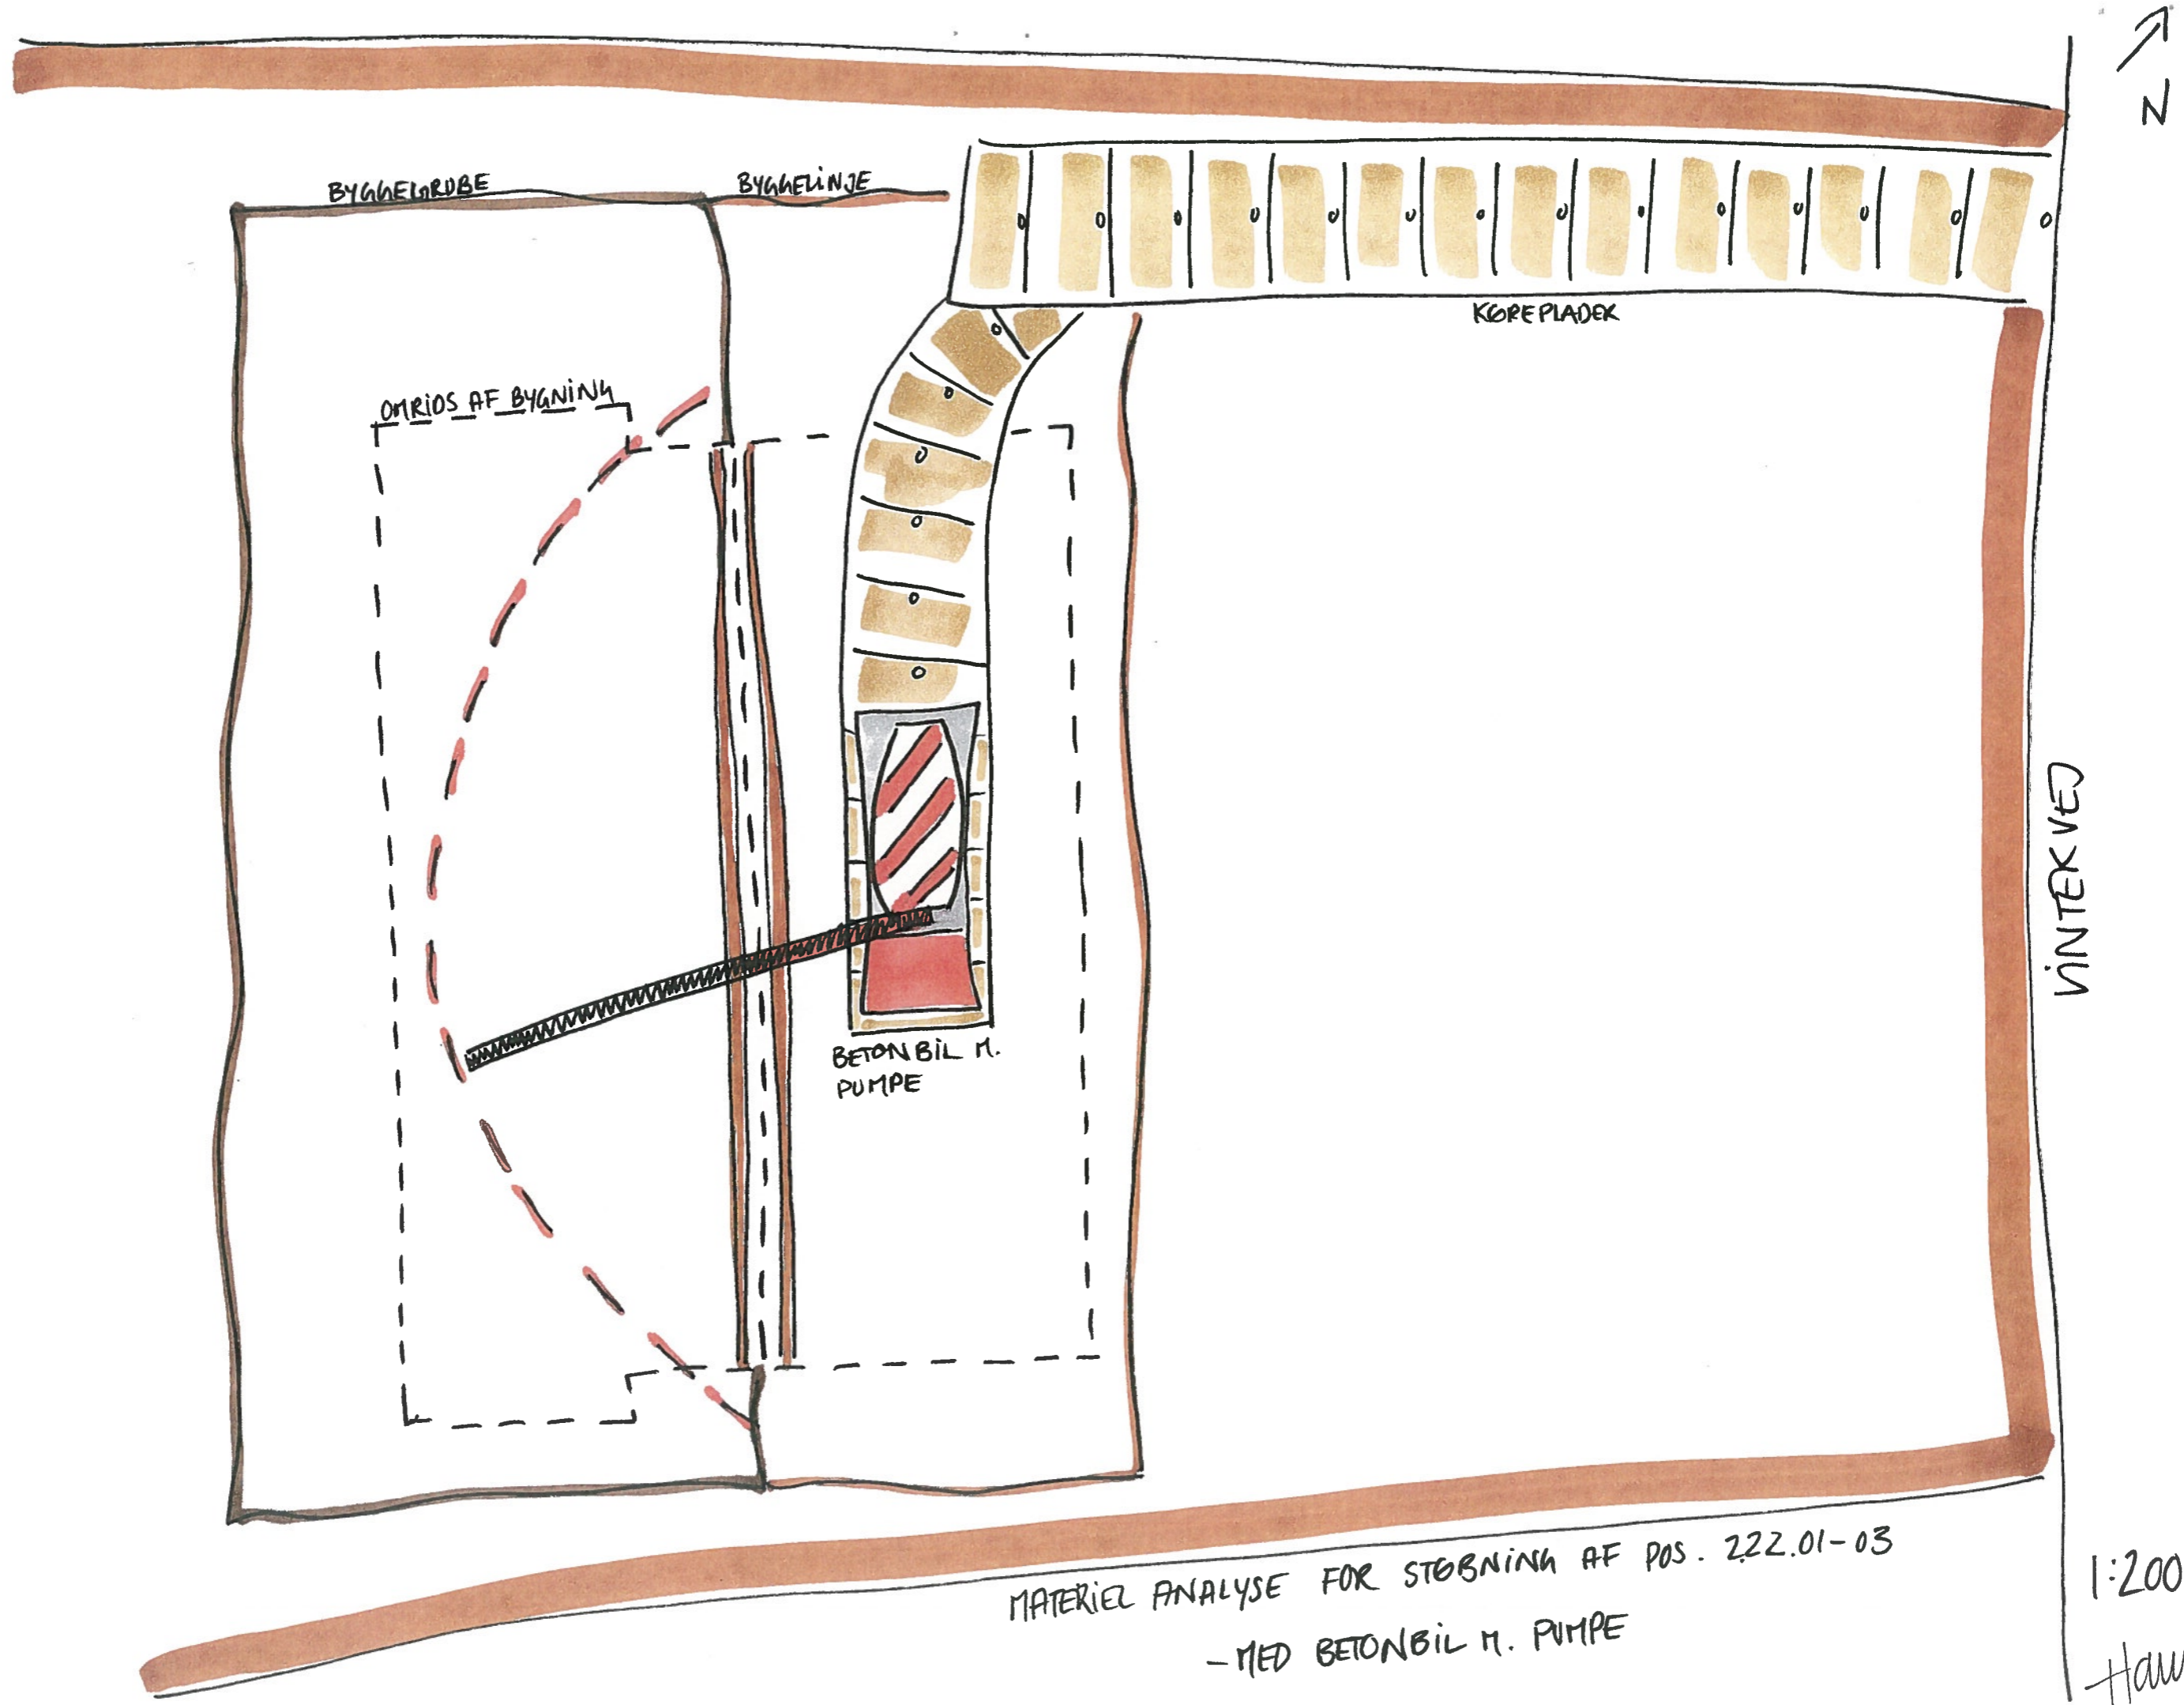 N
BYGGEGRUBE
BYGGELINJE
KØREPLADER
OMRIDS AF BYGNING
VINTERVEJ
BETONBIL M.
PUMPE
MATERIEL ANALYSE FOR STØBNING AF POS. 222.01-03
-MED BETONBIL M. PUMPE
1:200